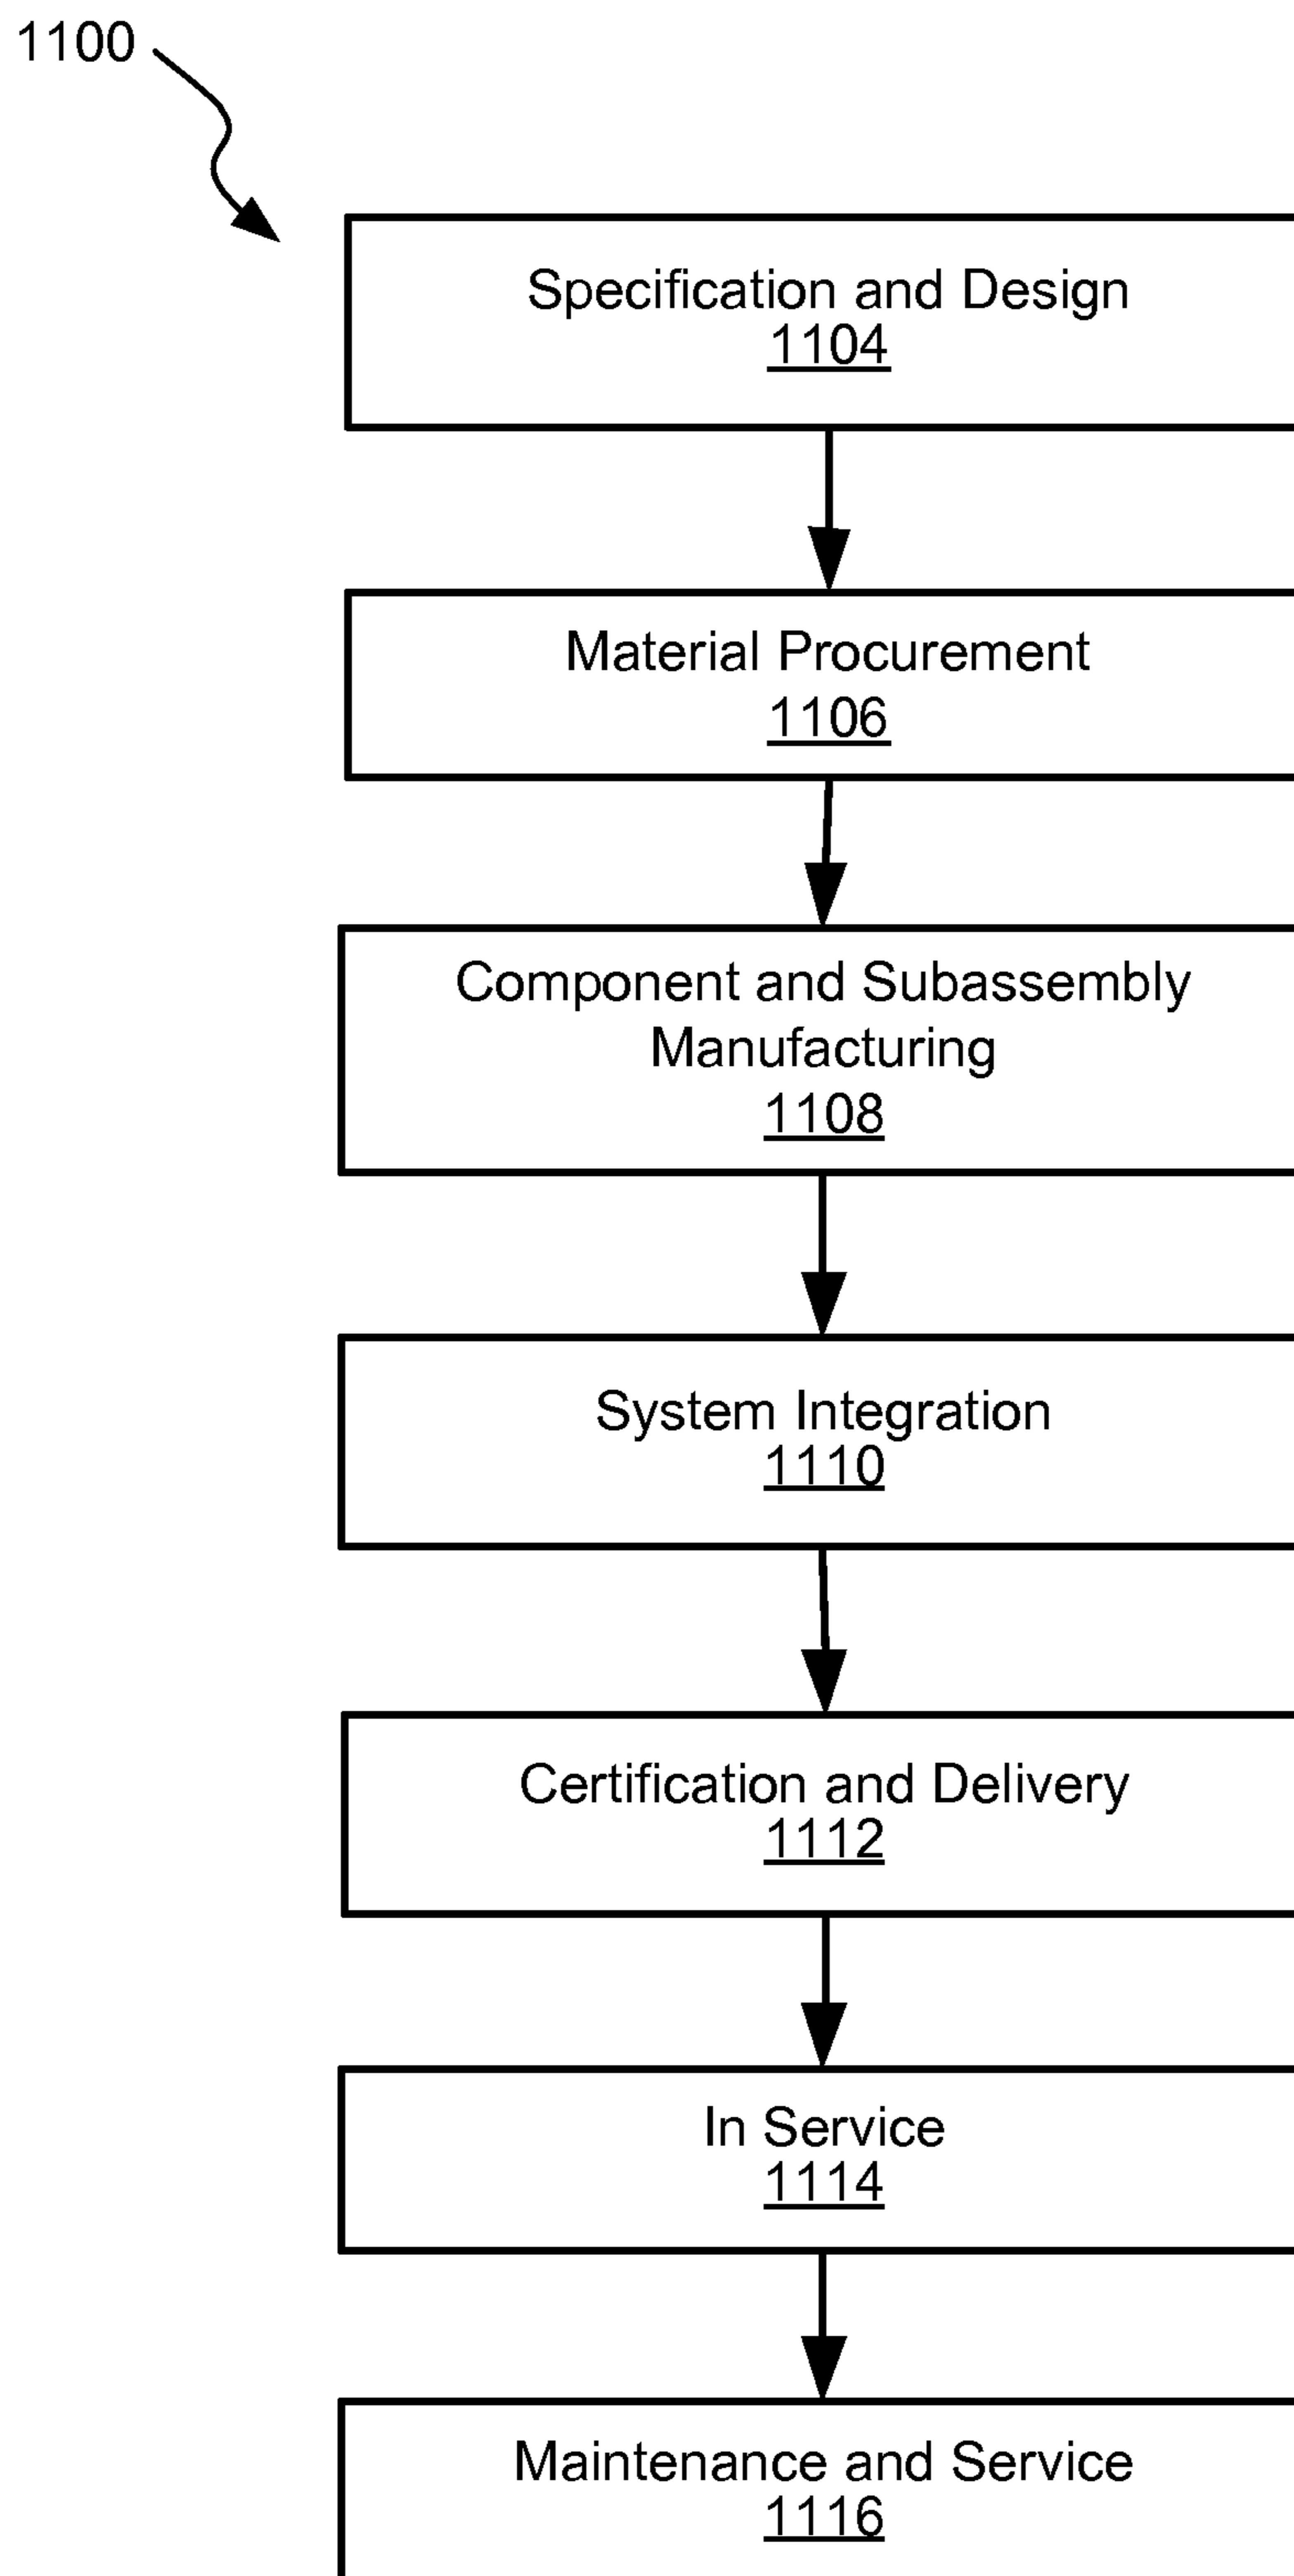 1100
Specification and Design
1104
Material Procurement
1106
Component and Subassembly
Manufacturing
1108
System Integration
1110
Certification and Delivery
1112
In Service
1114
Maintenance and Service
1116